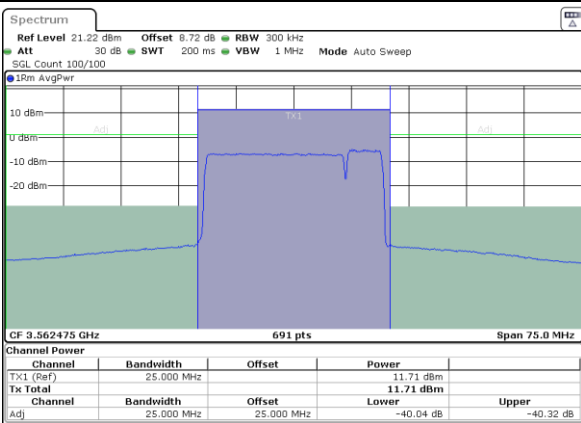 Spectrum
Ref Level 21.22 dBm Offset 8.72 dB RBW 300 kHz
Att 30 dB SWT 200 ms VBW 1 MHz Mode Auto Sweep
SGL Count 100/100
1Rm AvgPwr
TX1
10 dBm
Adj Adj
0 dBm
-10 dBm
-20 dBm
CF 3.562475 GHz 691 pts Span 75.0 MHz
Channel Power
Channel Bandwidth Offset Power
TX1 (Ref) 25.000 MHz 11.71 dBm
Tx Total 11.71 dBm
Channel Bandwidth Offset Lower Upper
Adj 25.000 MHz 25.000 MHz -40.04 dB -40.32 dB